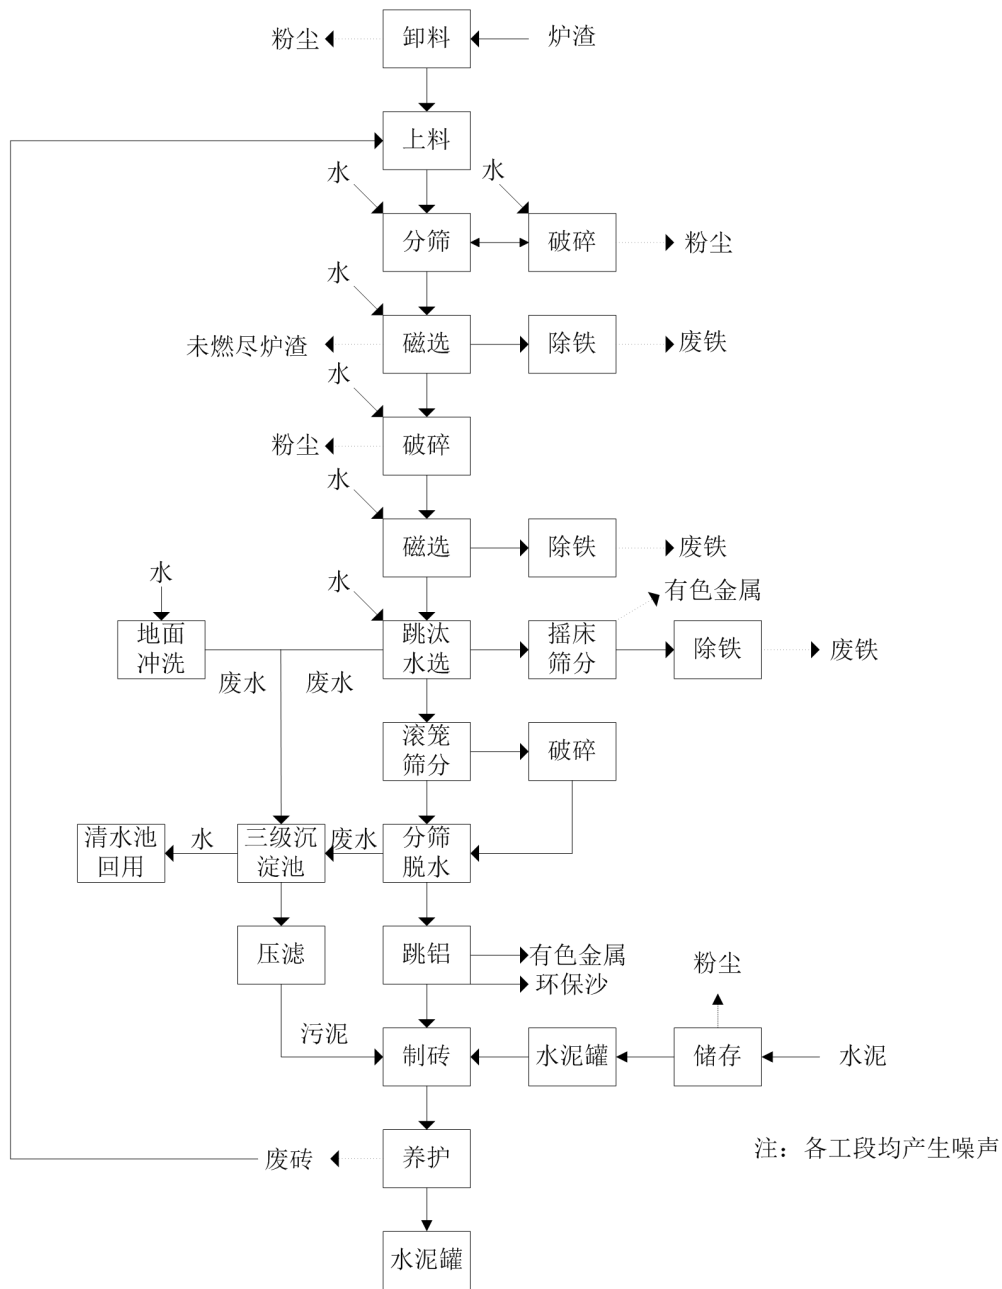 粉尘
卸料
炉渣
上料
水
水
分筛
破碎
粉尘
水
未燃尽炉渣
磁选
除铁
废铁
水
粉尘
破碎
水
磁选
除铁
废铁
水
水
有色金属
地面
冲洗
跳汰
水选
摇床
筛分
除铁
废铁
废水
废水
滚笼
筛分
破碎
清水池
回用
水
三级沉
淀池
废水
分筛
脱水
压滤
跳铝
有色金属
环保沙
粉尘
污泥
制砖
水泥罐
储存
水泥
废砖
养护
注：各工段均产生噪声
水泥罐